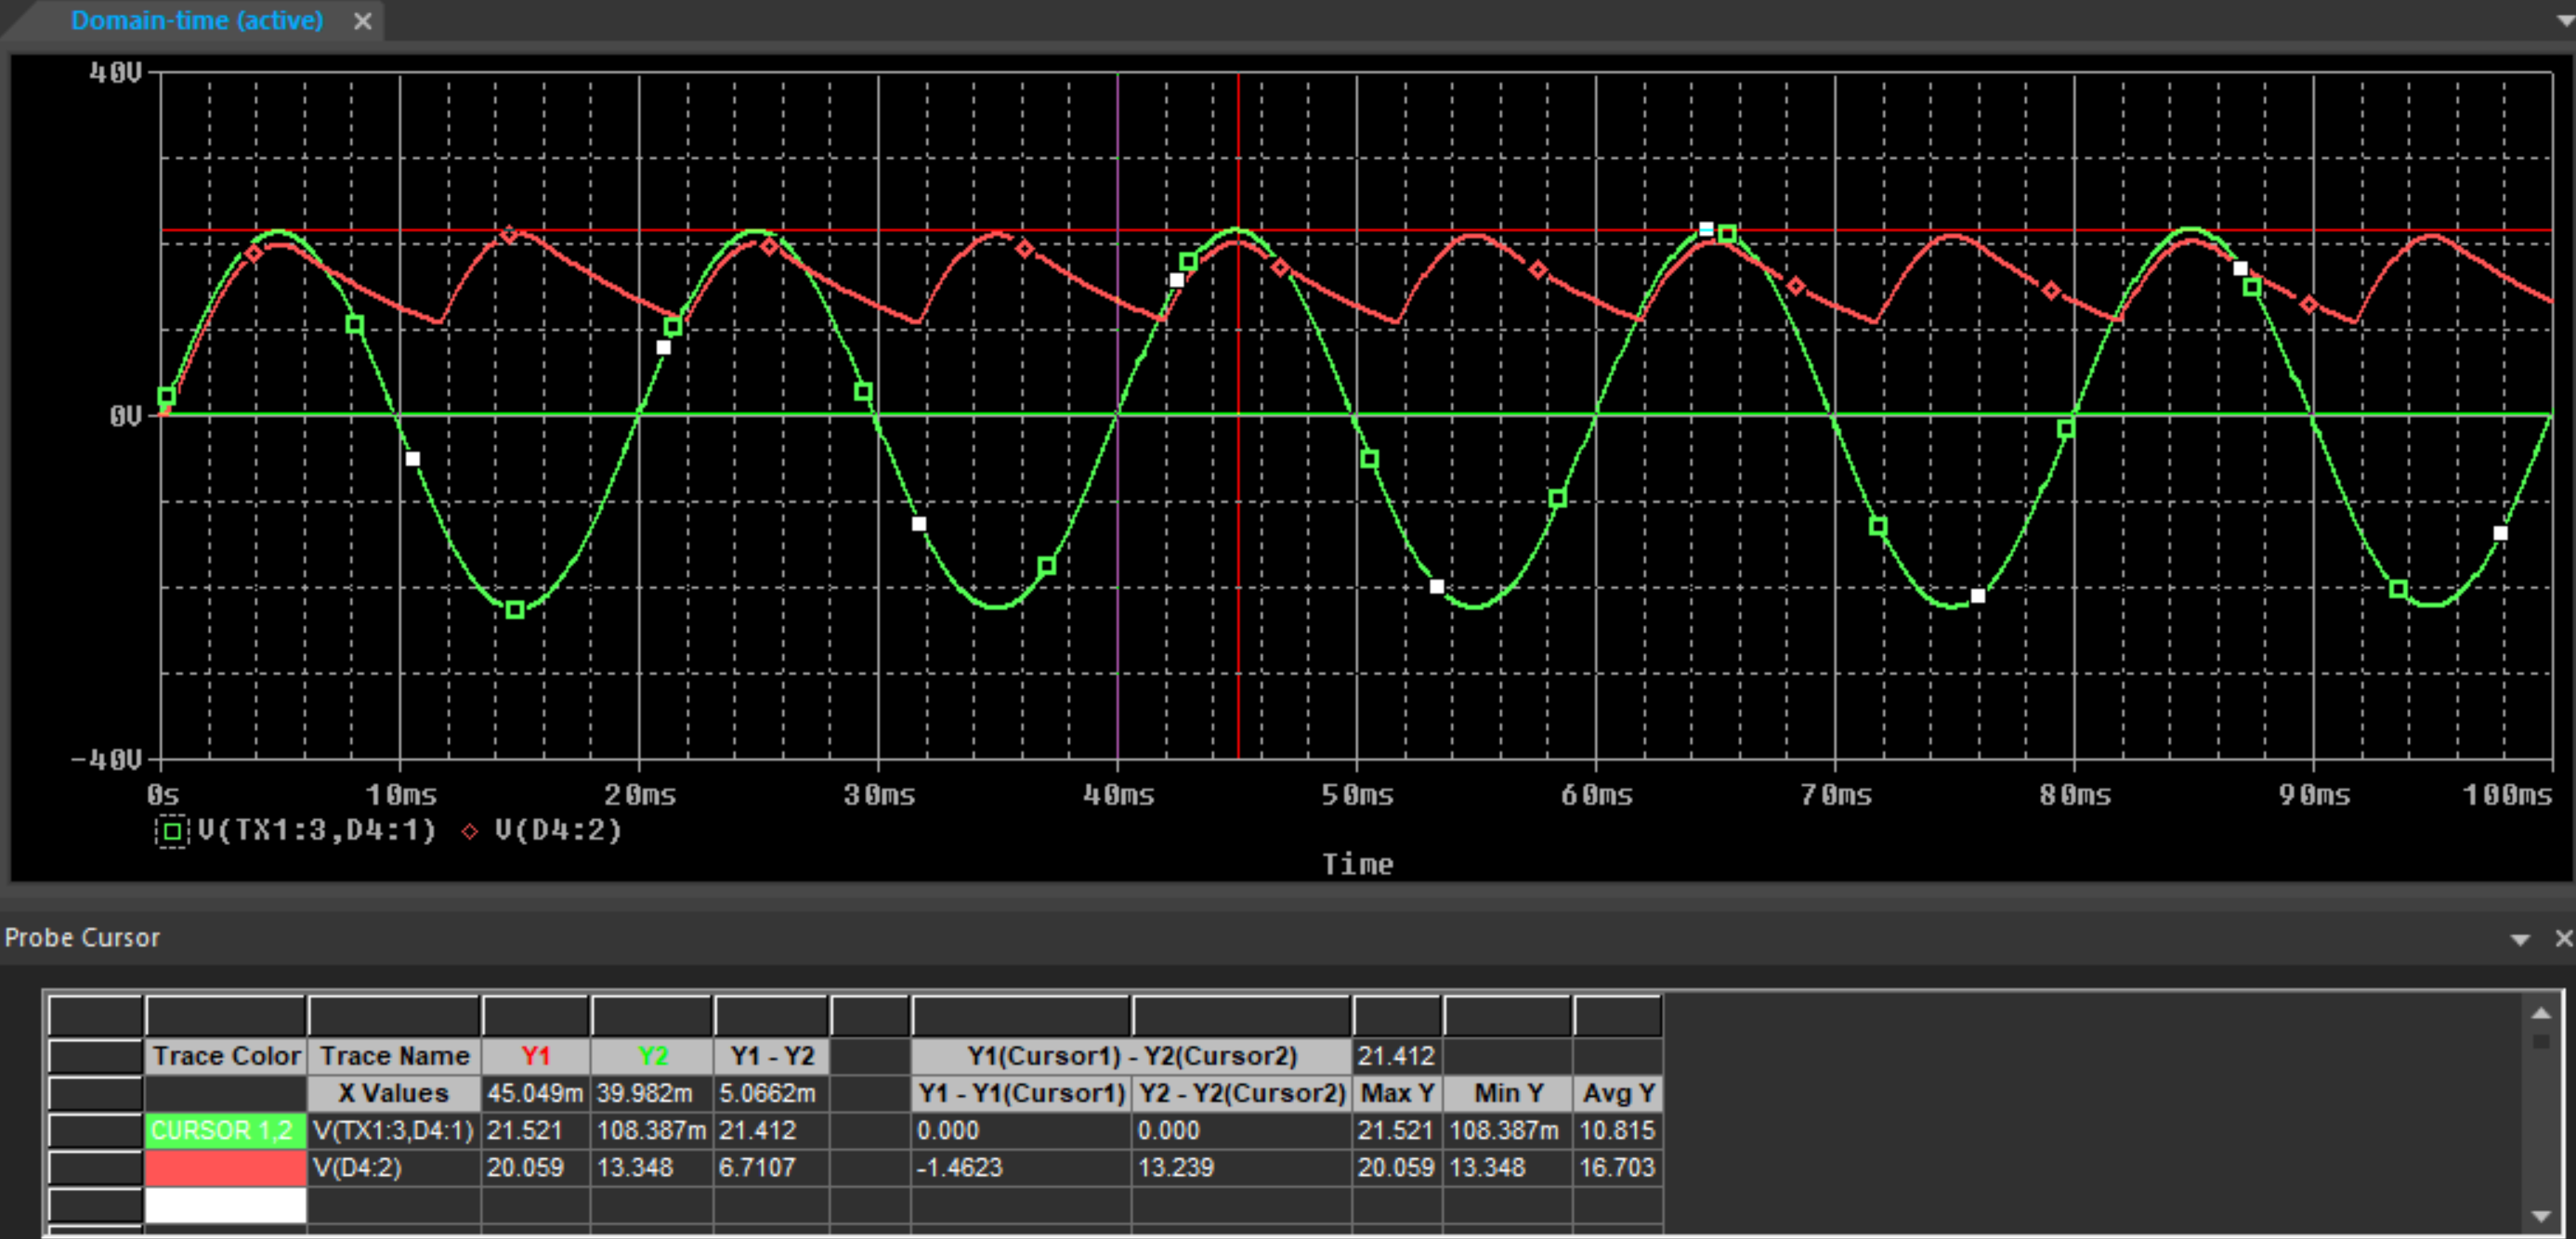 Domain-time (active)
40V
0V
-40V
0s 10ms 20ms 30ms 40ms 50ms 60ms 70ms 80ms 90ms 100ms
V(TX1:3,D4:1) V(D4:2)
Time
Probe Cursor
Trace Color Trace Name Y1 Y2 Y1 - Y2 Y1(Cursor1) - Y2(Cursor2) 21.412
X Values 45.049m 39.982m 5.0662m Y1 - Y1(Cursor1) Y2 - Y2(Cursor2) Max Y Min Y Avg Y
CURSOR 1,2 V(TX1:3,D4:1) 21.521 108.387m 21.412 0.000 0.000 21.521 108.387m 10.815
V(D4:2) 20.059 13.348 6.7107 -1.4623 13.239 20.059 13.348 16.703